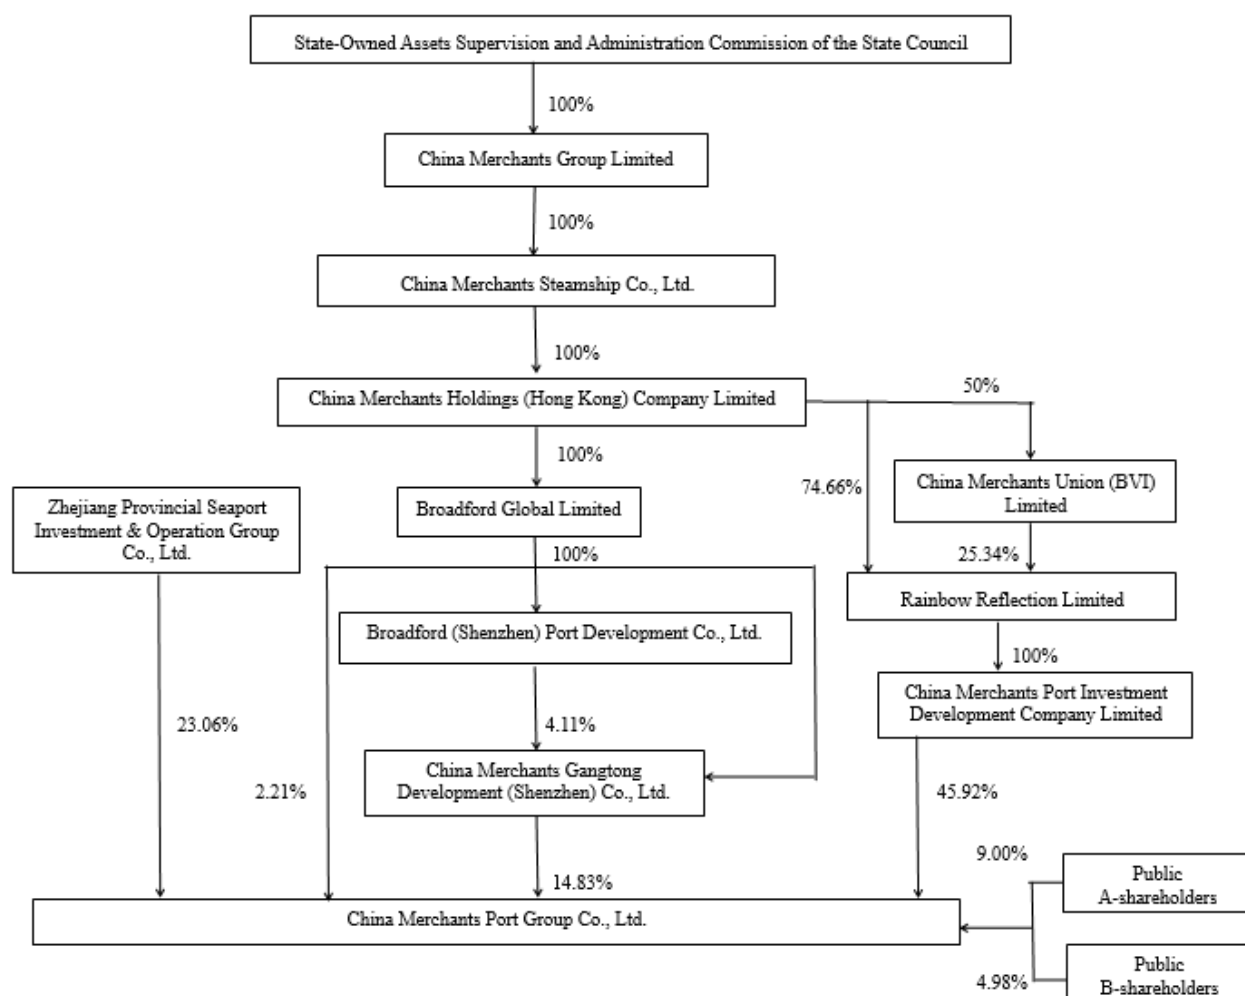 State-Owned Assets Supervision and Administration Commission of the State Council
100%
China Merchants Group Limited
100%
China Merchants Steamship Co., Ltd.
100%
China Merchants Holdings (Hong Kong) Company Limited
50%
100%
74.66%
China Merchants Union (BVI)
Limited
Zhejiang Provincial Seaport
Investment & Operation Group
Co., Ltd.
Broadford Global Limited
100%
25.34%
Rainbow Reflection Limited
Broadford (Shenzhen) Port Development Co., Ltd.
100%
China Merchants Port Investment
Development Company Limited
23.06%
4.11%
China Merchants Gangtong
Development (Shenzhen) Co., Ltd.
2.21%
45.92%
9.00%
Public
A-shareholders
14.83%
China Merchants Port Group Co., Ltd.
4.98%
Public
B-shareholders